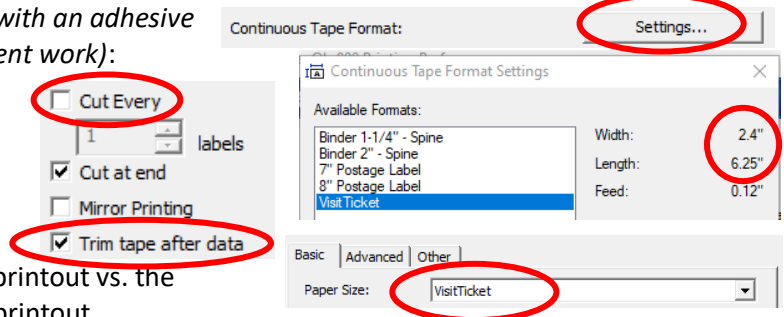 with an adhesive
ent work):
Continuous Tape Format:
Settings...
Cut Every
1 labels
Cut at end
Mirror Printing
Trim tape after data
printout vs. the
printout
Continuous Tape Format Settings
Available Formats:
Binder 1-1/4" - Spine
Binder 2" - Spine
7" Postage Label
8" Postage Label
VisitTicket
Width: 2.4"
Length: 6.25"
Feed: 0.12"
Basic Advanced Other
Paper Size: VisitTicket